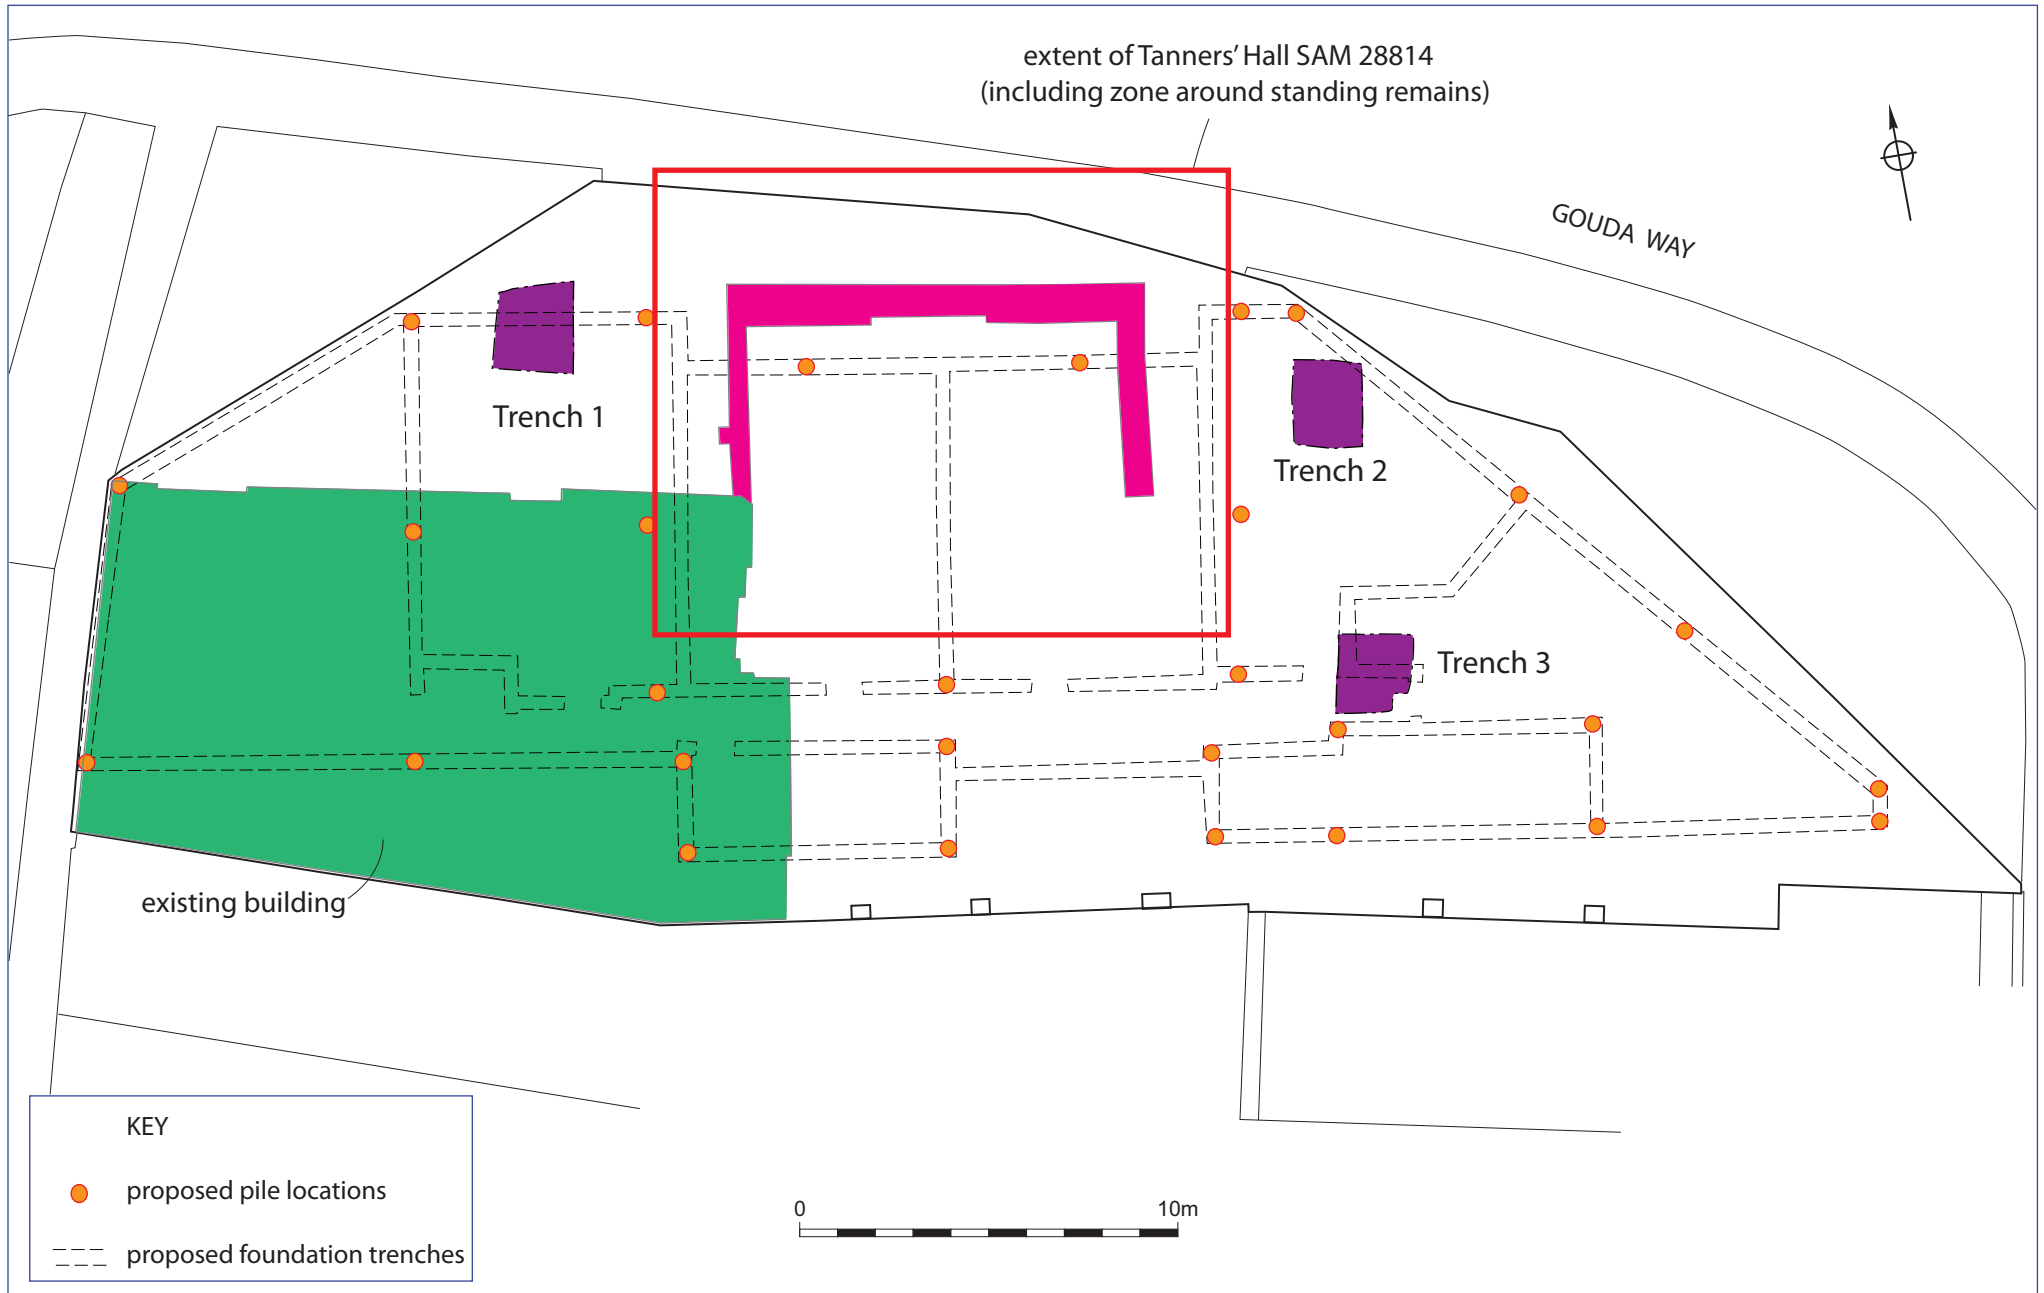 extent of Tanners' Hall SAM 28814
(including zone around standing remains)
GOUDA WAY
Trench 1
Trench 2
Trench 3
existing building
KEY
proposed pile locations
proposed foundation trenches
0 10m